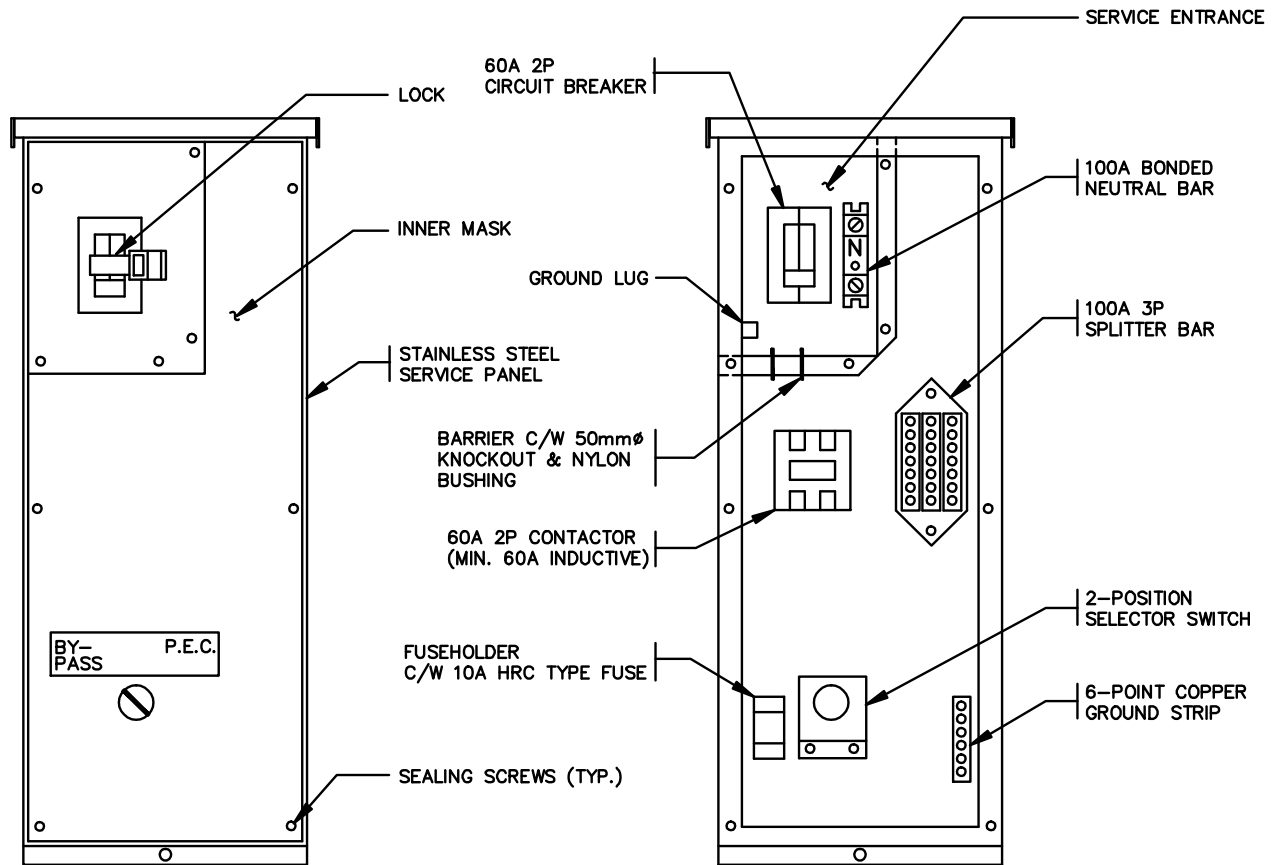 LOCK
INNER MASK
STAINLESS STEEL
SERVICE PANEL
BY-
PASS
P.E.C.
SEALING SCREWS (TYP.)
SERVICE ENTRANCE
60A 2P
CIRCUIT BREAKER
100A BONDED
NEUTRAL BAR
N
GROUND LUG
100A 3P
SPLITTER BAR
BARRIER C/W 50mmø
KNOCKOUT & NYLON
BUSHING
60A 2P CONTACTOR
(MIN. 60A INDUCTIVE)
2-POSITION
SELECTOR SWITCH
FUSEHOLDER
C/W 10A HRC TYPE FUSE
6-POINT COPPER
GROUND STRIP